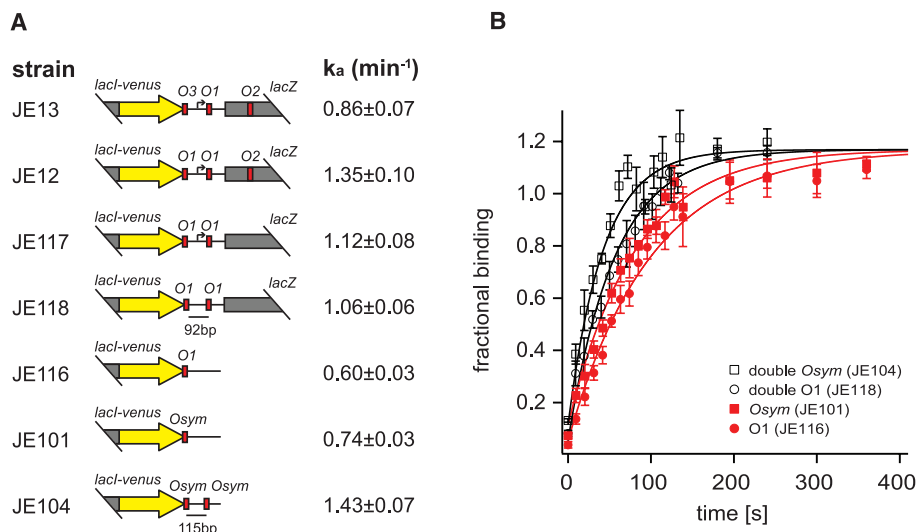 A
strain
kₐ (min⁻¹)
lacI-venus O3 O1 O2 lacZ
JE13
0.86±0.07
lacI-venus O1 O1 O2 lacZ
JE12
1.35±0.10
lacI-venus O1 O1 lacZ
JE117
1.12±0.08
lacI-venus O1 O1 lacZ
JE118
1.06±0.06
92bp
lacI-venus O1
JE116
0.60±0.03
lacI-venus Osym
JE101
0.74±0.03
lacI-venus Osym Osym
JE104
1.43±0.07
115bp
B
fractional binding
1.2
1.0
0.8
0.6
0.4
0.2
double Osym (JE104)
double O1 (JE118)
Osym (JE101)
O1 (JE116)
0 100 200 300 400
time [s]